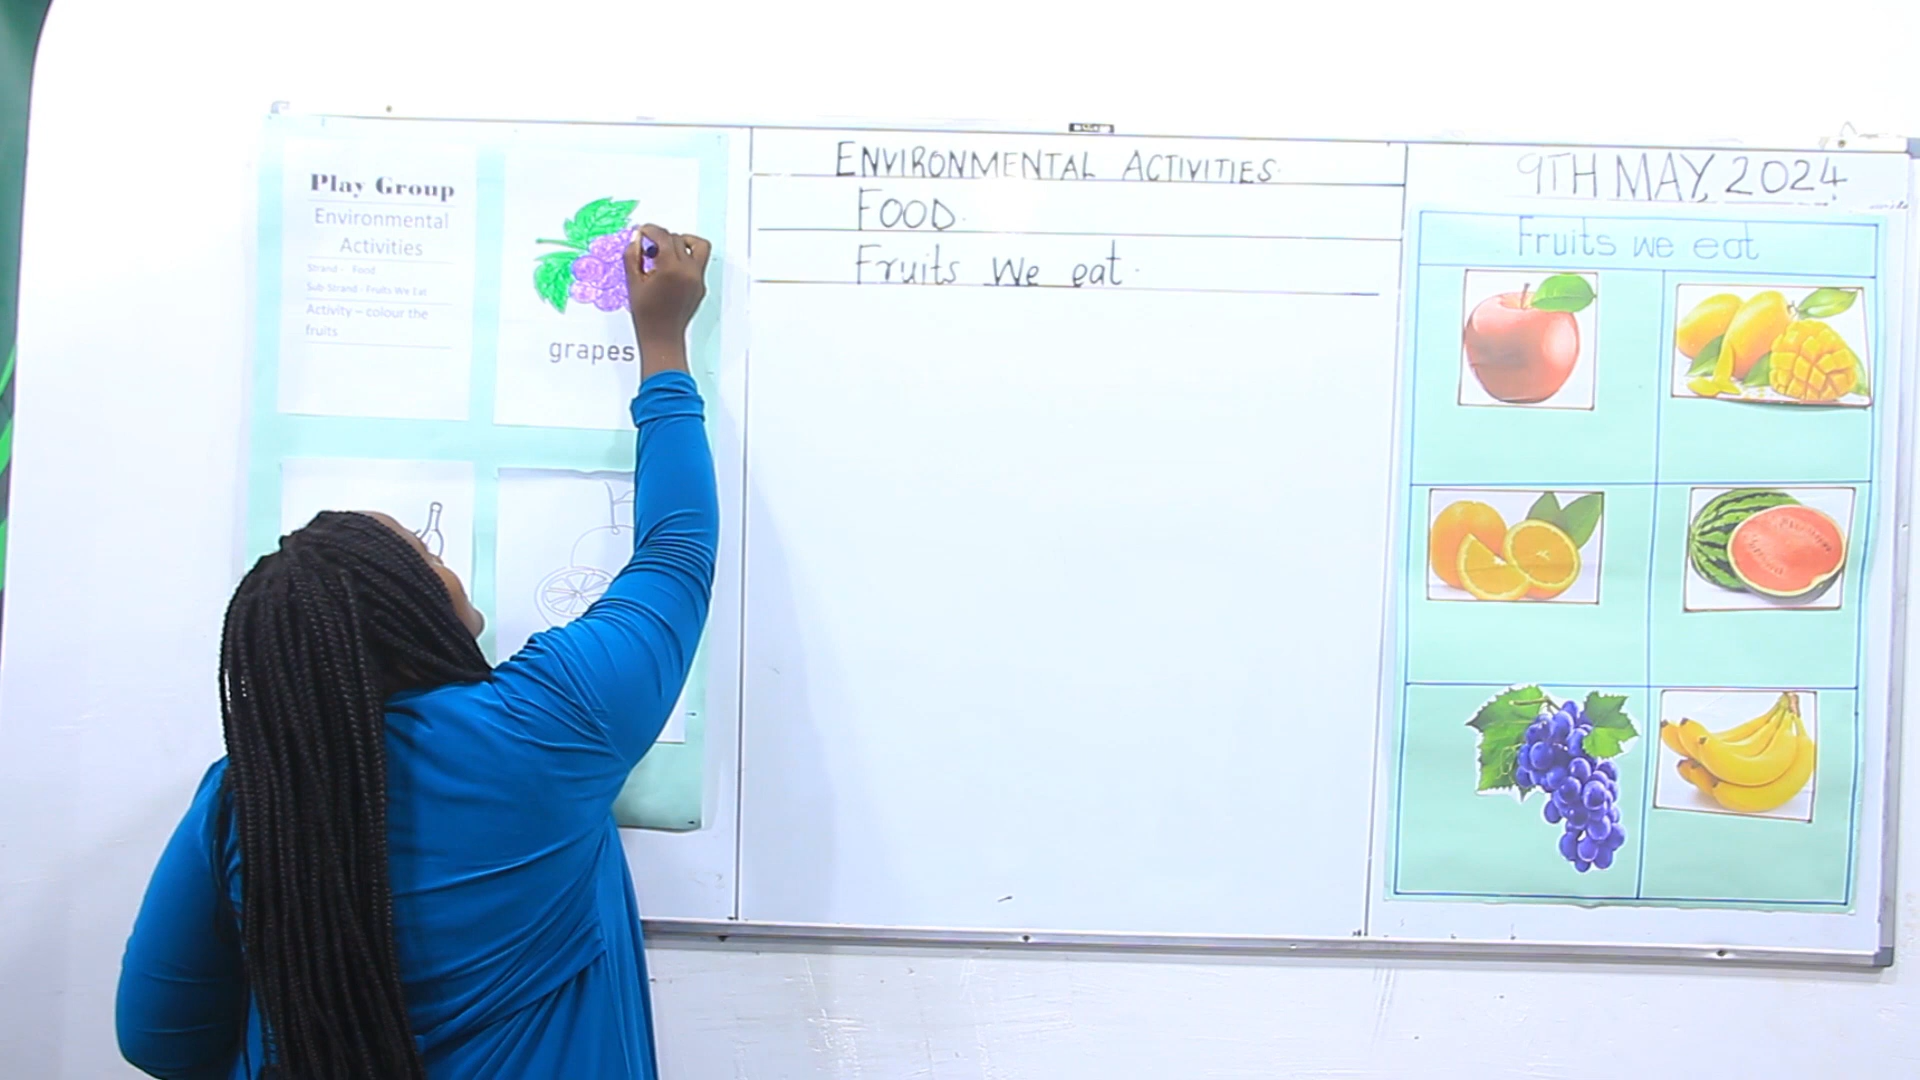 Play Group
Environmental
Activities
Strand - Food
Sub-Strand - Fruits We Eat
Activity – colour the
fruits
grapes
ENVIRONMENTAL ACTIVITIES.
FOOD.
Fruits We eat.
9TH MAY, 2024.
Fruits we eat